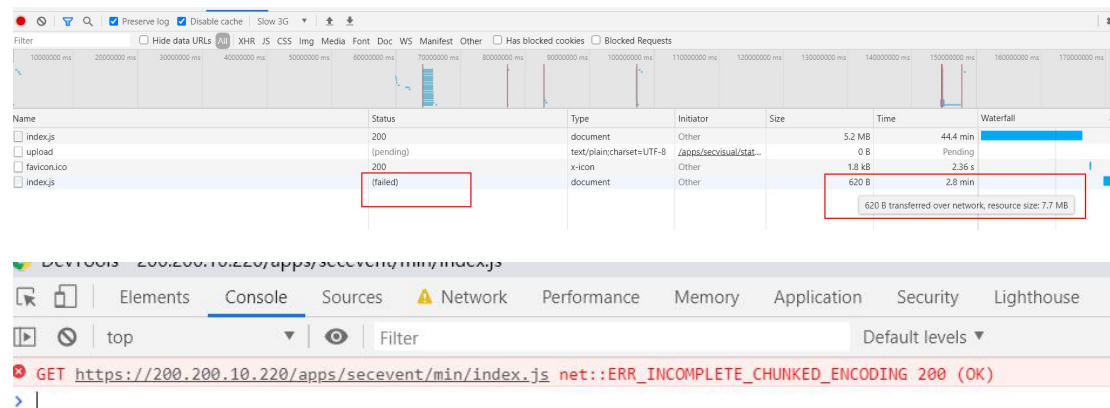 Preserve log Disable cache Slow 3G ▼
Filter Hide data URLs All XHR JS CSS Img Media Font Doc WS Manifest Other Has blocked cookies Blocked Requests
10000000 ms 20000000 ms 30000000 ms 40000000 ms 50000000 ms 60000000 ms 70000000 ms 80000000 ms 90000000 ms 100000000 ms 110000000 ms 120000000 ms 130000000 ms 140000000 ms 150000000 ms 160000000 ms 170000000 ms
Name Status Type Initiator Size Time Waterfall
index.js 200 document Other 5.2 MB 44.4 min
upload (pending) text/plain;charset=UTF-8 /apps/secvisual/stat... 0 B Pending
favicon.ico 200 x-icon Other 1.8 kB 2.36 s
index.js (failed) document Other 620 B 2.8 min
620 B transferred over network, resource size: 7.7 MB
DevTools 200.200.10.220/apps/secevent/min/index.js
Elements Console Sources Network Performance Memory Application Security Lighthouse
top ▼ Filter Default levels ▼
GET https://200.200.10.220/apps/secevent/min/index.js net::ERR_INCOMPLETE_CHUNKED_ENCODING 200 (OK)
>